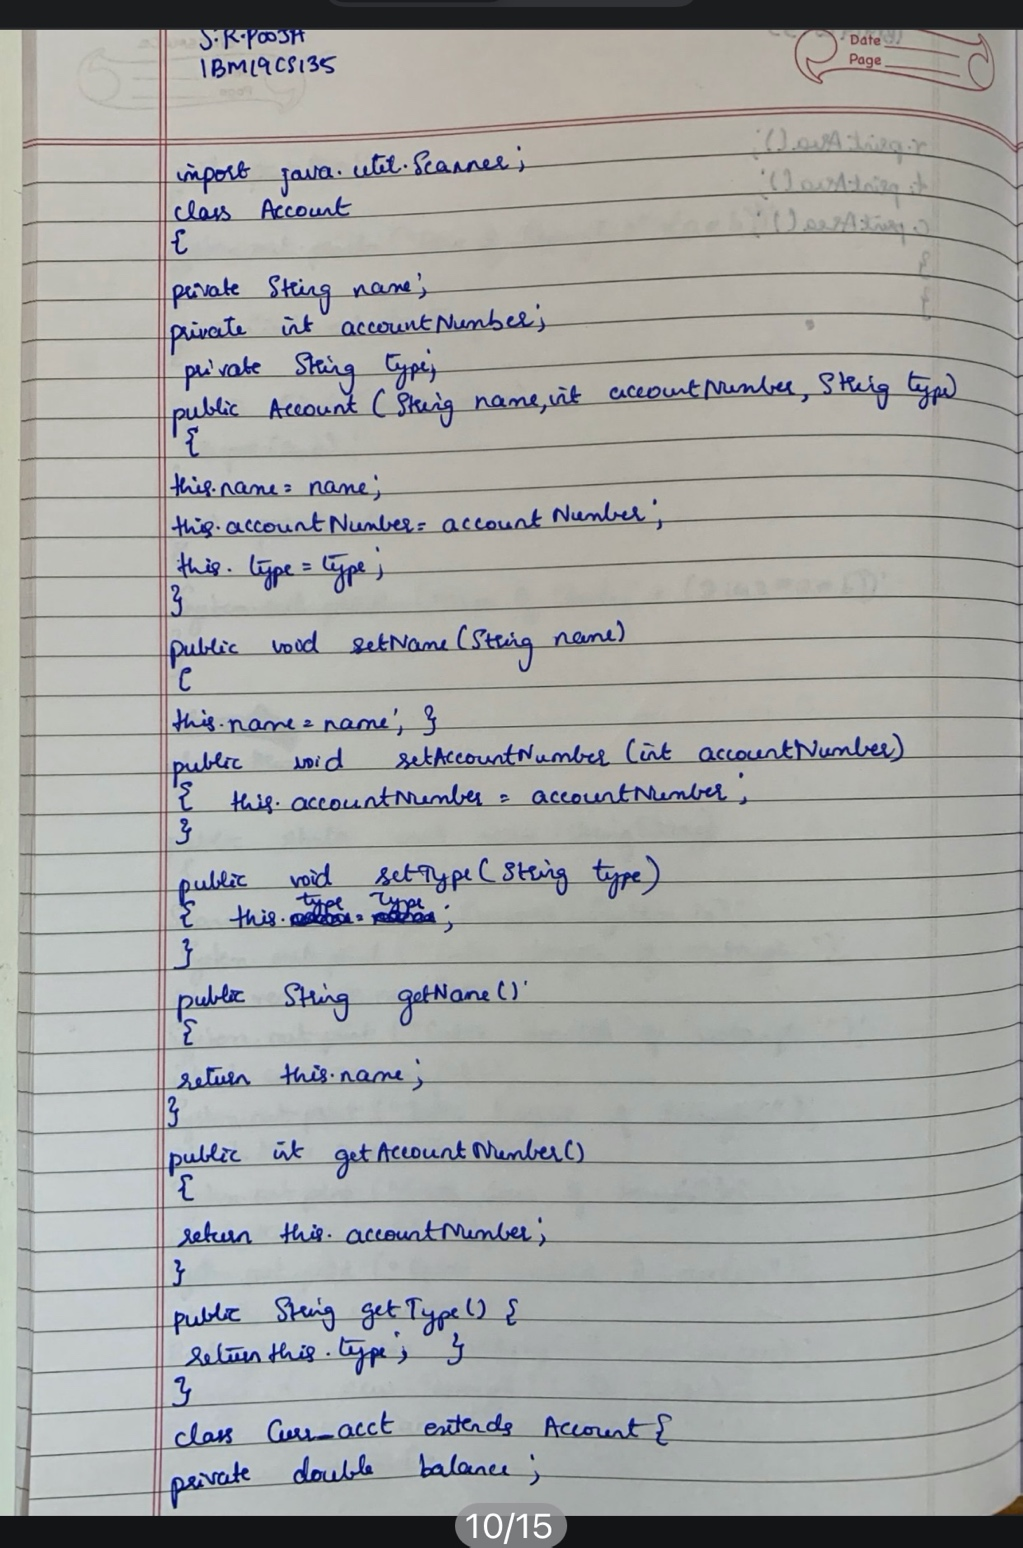 S.R.POOJA
1BM19CS135
Date
Page
import java.util.Scanner;
class Account
{
private String name;
private int accountNumber;
private String type;
public Account (String name, int accountNumber, String type)
{
this.name = name;
this.accountNumber = accountNumber;
this.type = type;
}
public void setName (String name)
{
this.name = name; }
public void setAccountNumber (int accountNumber)
{ this.accountNumber = accountNumber;
}
public void setType (String type)
{ this.type = type;
}
public String getName()
{
return this.name;
}
public int getAccountNumber()
{
return this.accountNumber;
}
public String getType() {
return this.type; }
}
class Curr_acct extends Account {
private double balance;
10/15